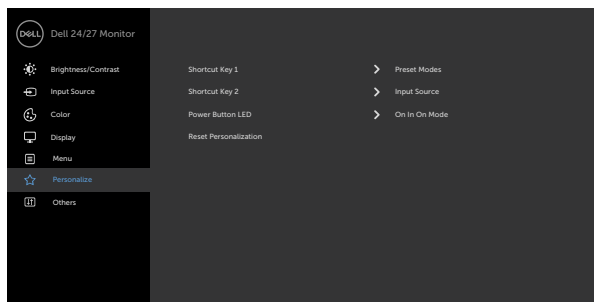 DELL Dell 24/27 Monitor
Brightness/Contrast Shortcut Key 1 Preset Modes
Input Source Shortcut Key 2 Input Source
Color Power Button LED On In On Mode
Display Reset Personalization
Menu
Personalize
Others